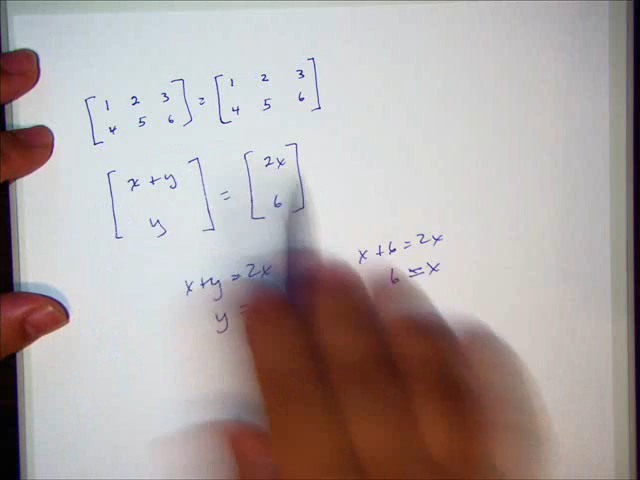 [1 2 3 = [1 2 3
4 5 6] 4 5 6]
[x + y = [2x
y] 6]
x+y = 2x
y =
x + 6 = 2x
6 = x